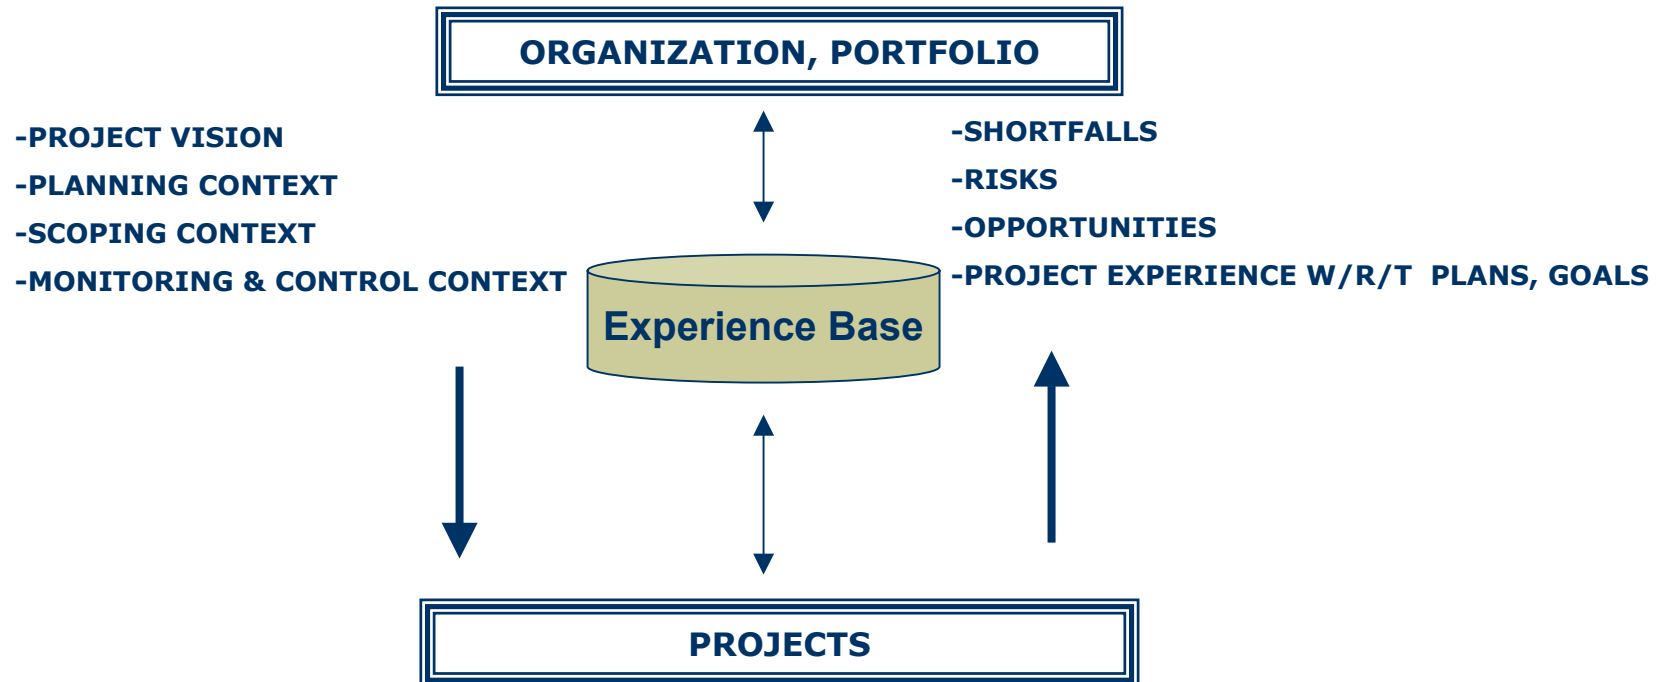 ORGANIZATION, PORTFOLIO
-PROJECT VISION
-PLANNING CONTEXT
-SCOPING CONTEXT
-MONITORING & CONTROL CONTEXT
-SHORTFALLS
-RISKS
-OPPORTUNITIES
-PROJECT EXPERIENCE W/R/T PLANS, GOALS
Experience Base
PROJECTS